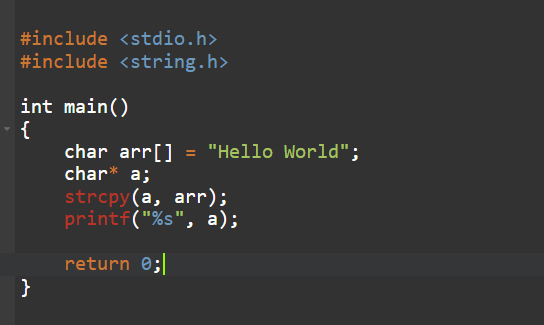 #include <stdio.h>
#include <string.h>
int main()
{
char arr[] = "Hello World";
char* a;
strcpy(a, arr);
printf("%s", a);
return 0;
}